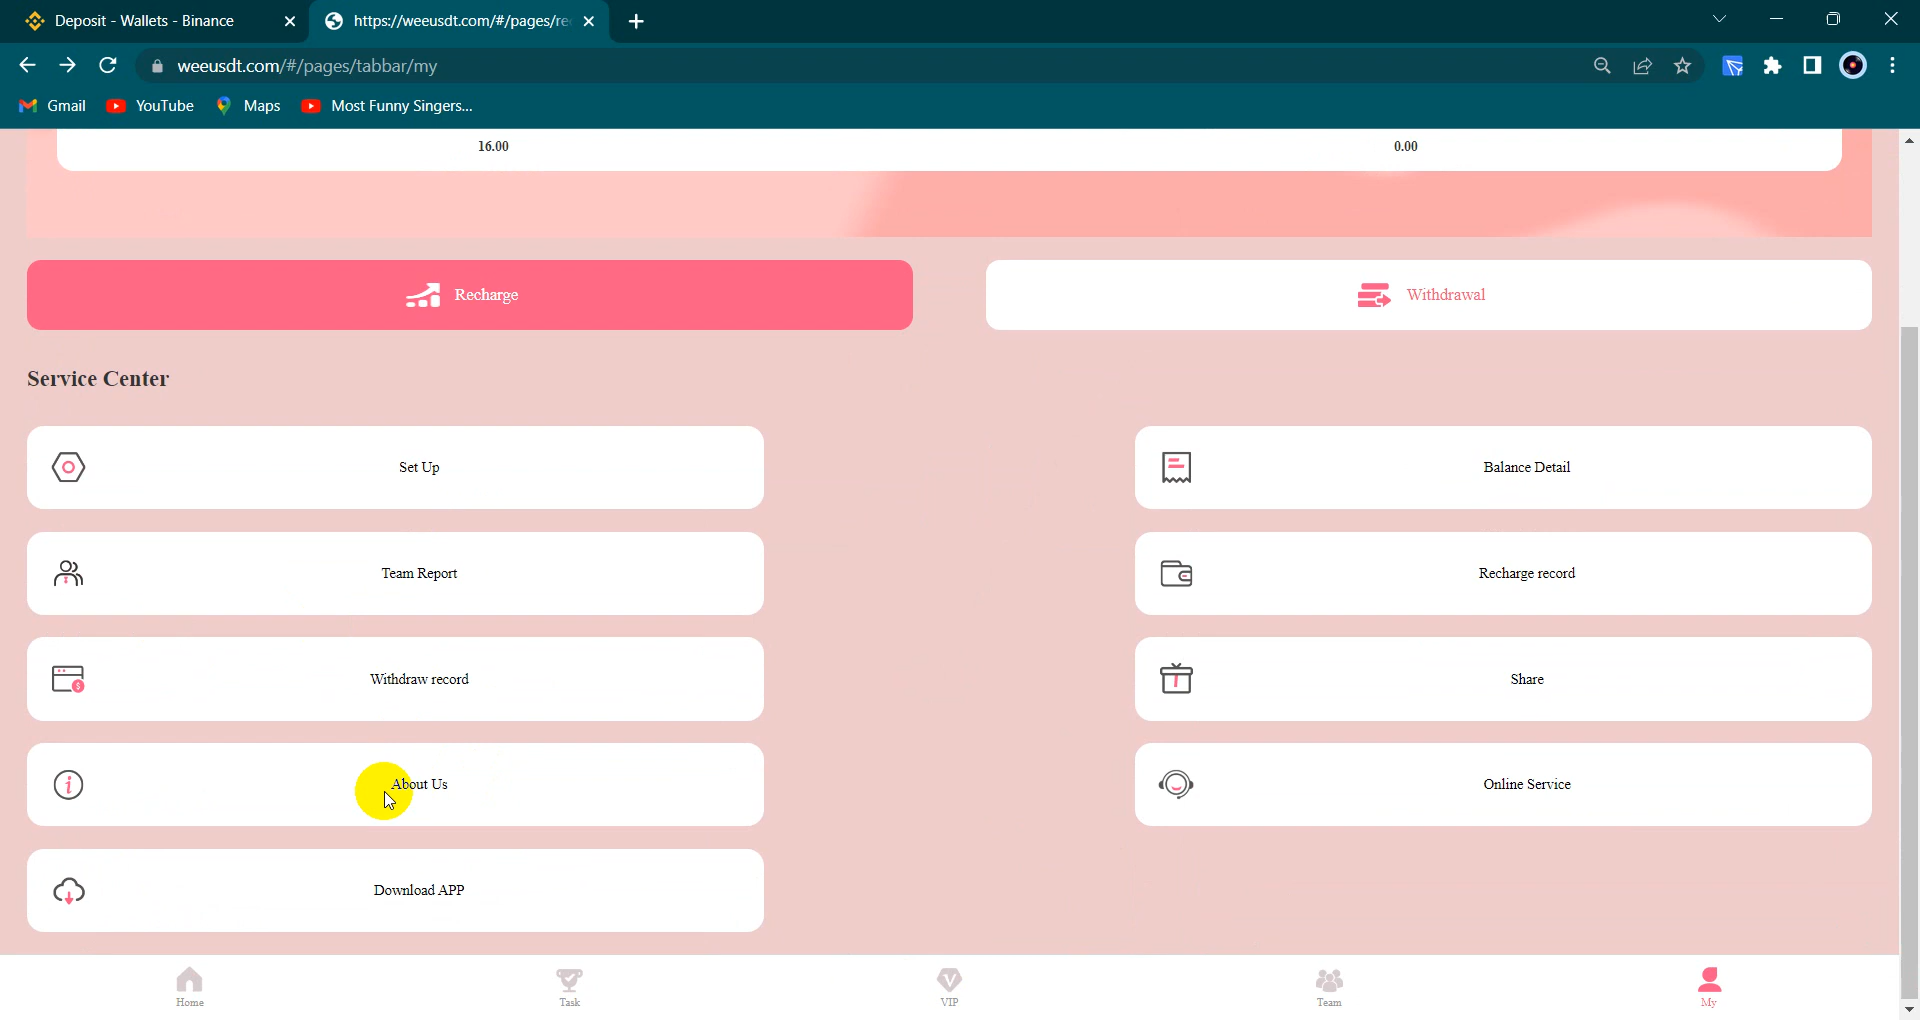 Deposit - Wallets - Binance
https://weeusdt.com/#/pages/re
weeusdt.com/#/pages/tabbar/my
Gmail
YouTube
Maps
Most Funny Singers...
16.00
0.00
Recharge
Withdrawal
Service Center
Set Up
Balance Detail
Team Report
Recharge record
Withdraw record
Share
About Us
Online Service
Download APP
Home
Task
VIP
Team
My